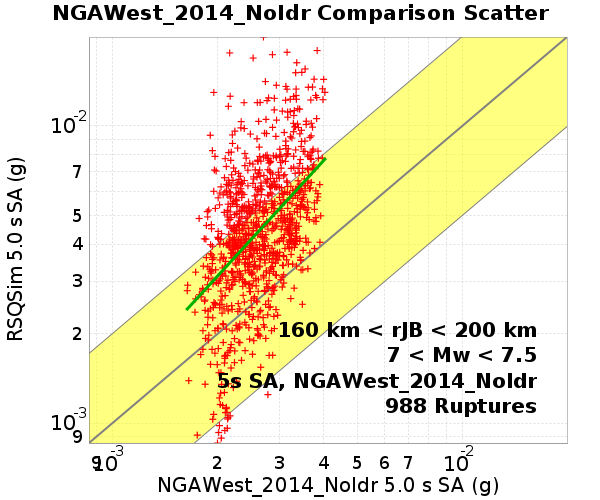 NGAWest_2014_NoIdr Comparison Scatter
RSQSim 5.0 s SA (g)
10-2
7
5
4
3
2
10-3
9
160 km < rJB < 200 km
7 < Mw < 7.5
5s SA, NGAWest_2014_NoIdr
988 Ruptures
9 10-3 2 3 4 5 6 7 10-2
NGAWest_2014_NoIdr 5.0 s SA (g)